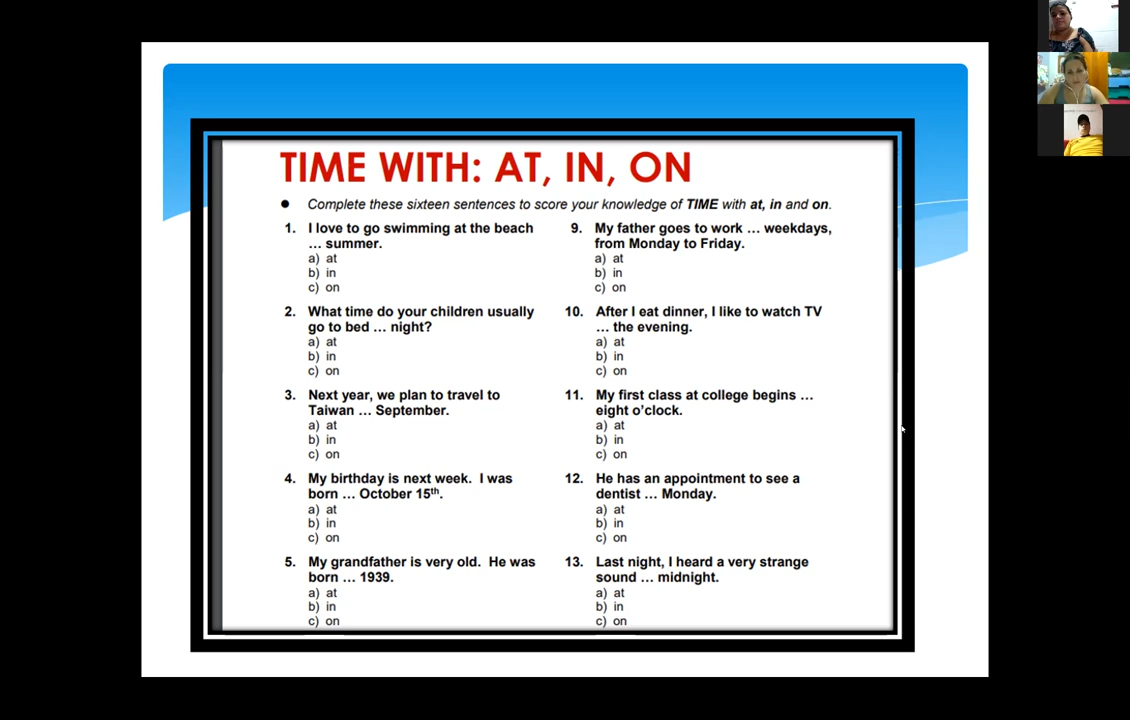 TIME WITH: AT, IN, ON
● Complete these sixteen sentences to score your knowledge of TIME with at, in and on.
1. I love to go swimming at the beach
… summer.
a) at
b) in
c) on
2. What time do your children usually
go to bed … night?
a) at
b) in
c) on
3. Next year, we plan to travel to
Taiwan … September.
a) at
b) in
c) on
4. My birthday is next week. I was
born … October 15th.
a) at
b) in
c) on
5. My grandfather is very old. He was
born … 1939.
a) at
b) in
c) on
9. My father goes to work … weekdays,
from Monday to Friday.
a) at
b) in
c) on
10. After I eat dinner, I like to watch TV
… the evening.
a) at
b) in
c) on
11. My first class at college begins …
eight o’clock.
a) at
b) in
c) on
12. He has an appointment to see a
dentist … Monday.
a) at
b) in
c) on
13. Last night, I heard a very strange
sound … midnight.
a) at
b) in
c) on